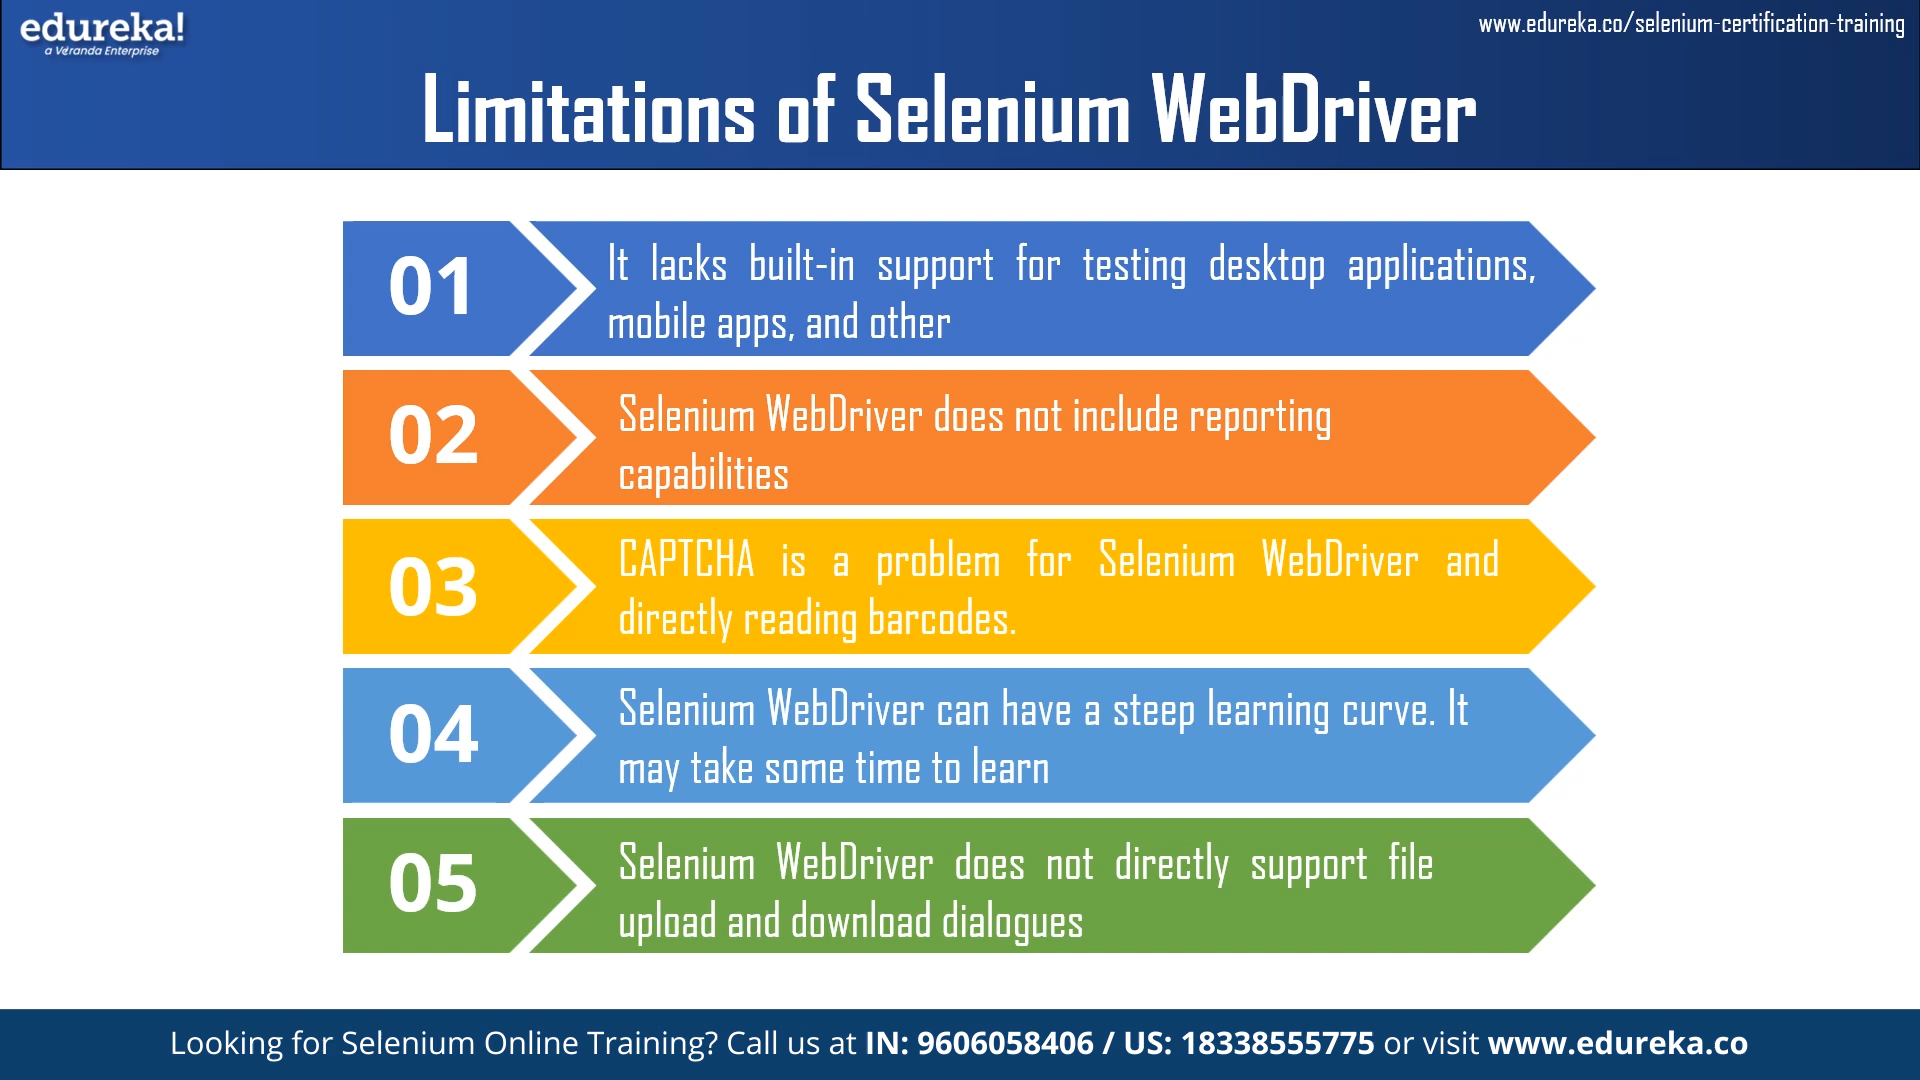 edureka!
a Veranda Enterprise
www.edureka.co/selenium-certification-training
Limitations of Selenium WebDriver
01
It lacks built-in support for testing desktop applications,
mobile apps, and other
02
Selenium WebDriver does not include reporting
capabilities
03
CAPTCHA is a problem for Selenium WebDriver and
directly reading barcodes.
04
Selenium WebDriver can have a steep learning curve. It
may take some time to learn
05
Selenium WebDriver does not directly support file
upload and download dialogues
Looking for Selenium Online Training? Call us at IN: 9606058406 / US: 18338555775 or visit www.edureka.co